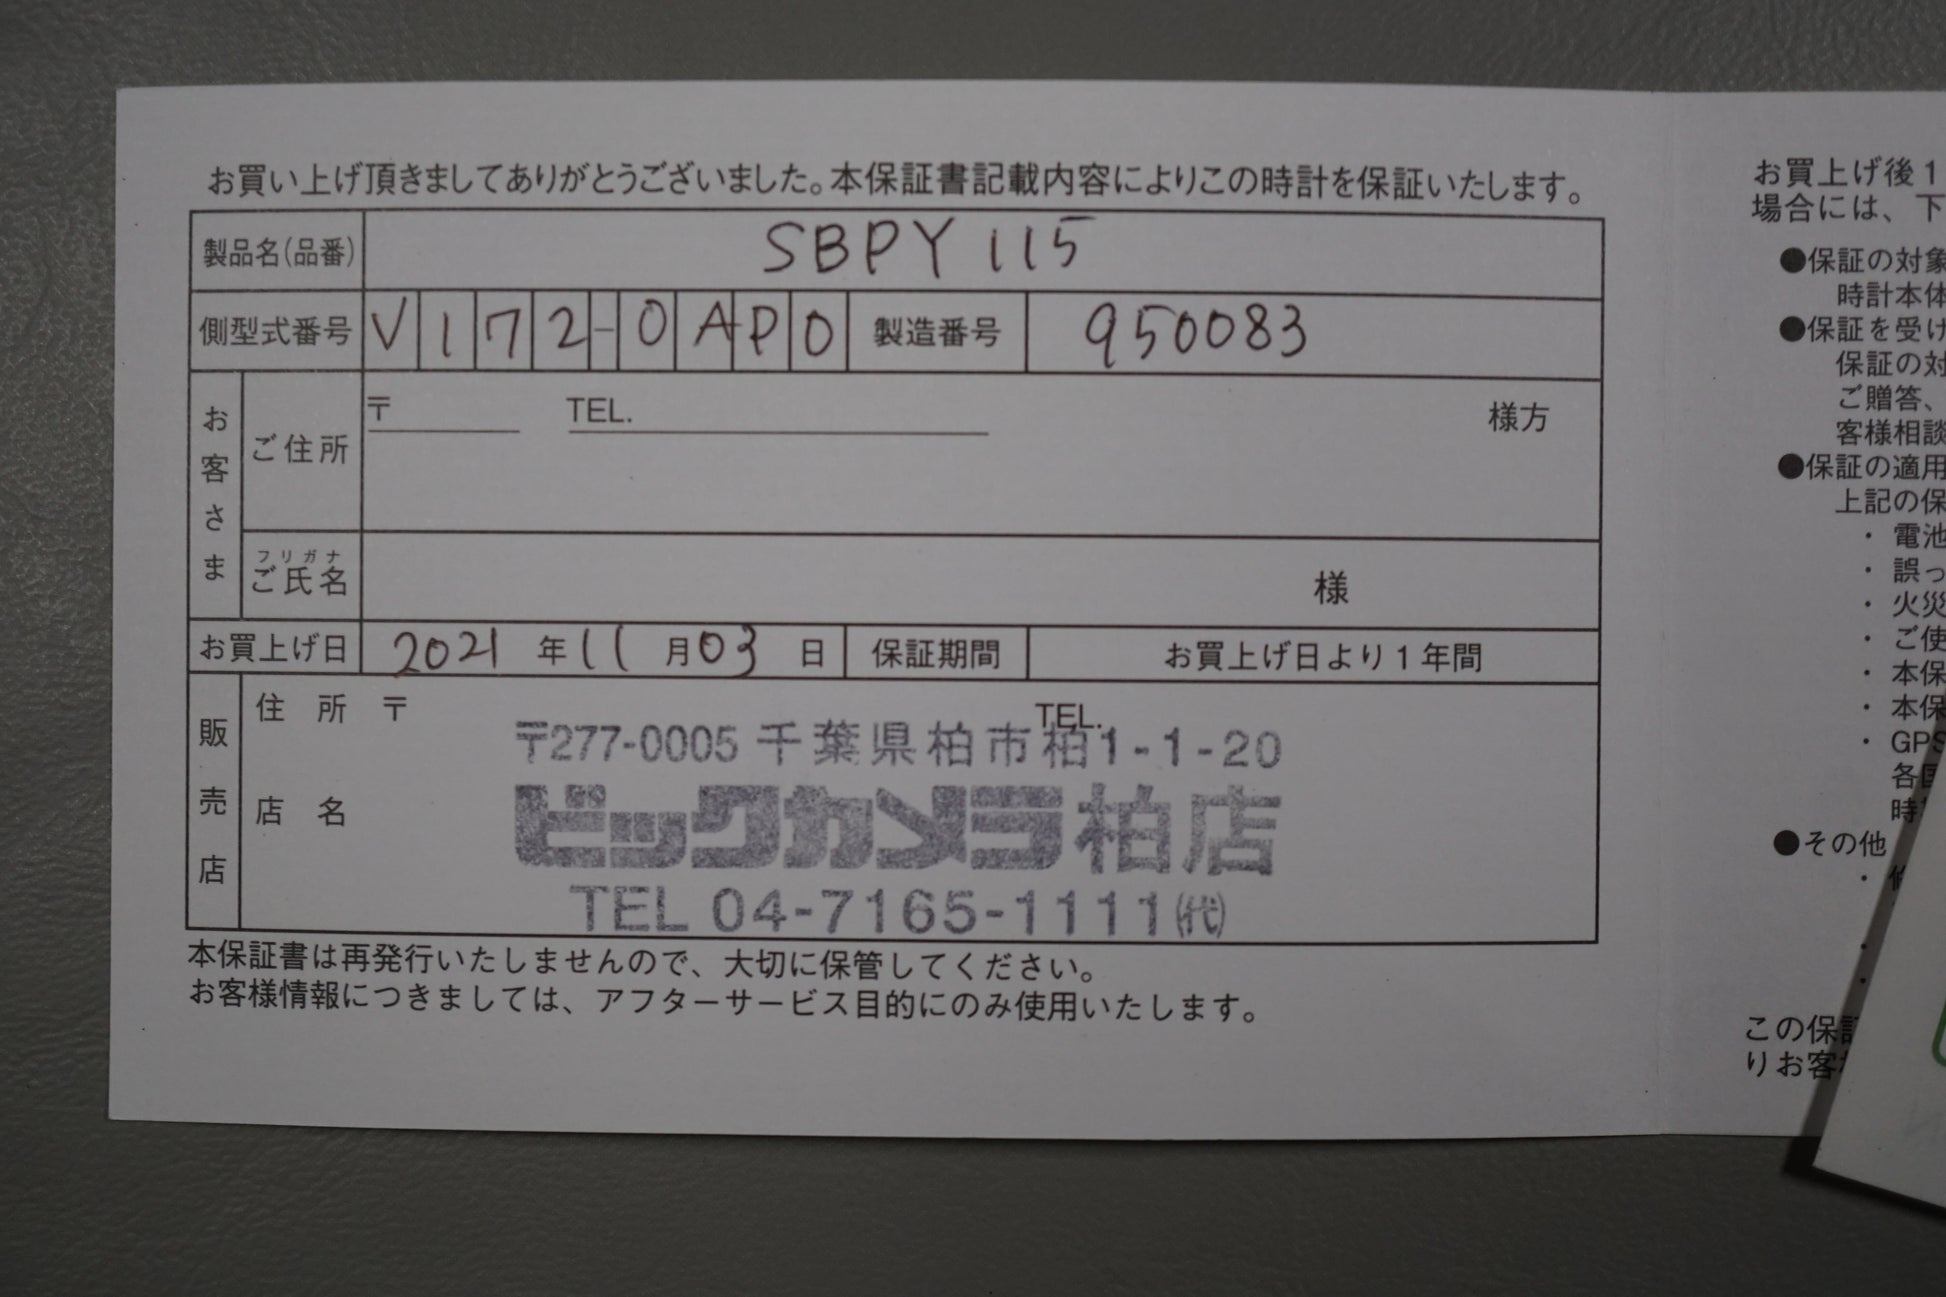 お買い上げ頂きましてありがとうございました。本保証書記載内容によりこの時計を保証いたします。
製品名(品番) SBPY115
側型式番号 V172-0AP0 製造番号 950083
お客さま
ご住所 〒 TEL. 様方
フリガナ
ご氏名 様
お買上げ日 2021年11月03日 保証期間 お買上げ日より1年間
販売店
住所 〒 TEL.
〒277-0005 千葉県柏市柏1-1-20
店名 ビックカメラ柏店
TEL 04-7165-1111(代)
本保証書は再発行いたしませんので、大切に保管してください。
お客様情報につきましては、アフターサービス目的にのみ使用いたします。
お買上げ後1
場合には、下
●保証の対象
時計本体
●保証を受け
保証の対
ご贈答、
客様相談
●保証の適用
上記の保
・電池
・誤っ
・火災
・ご使
・本保
・本保
・GPS
各国
時
●その他
・
・
・
この保証
りお客様